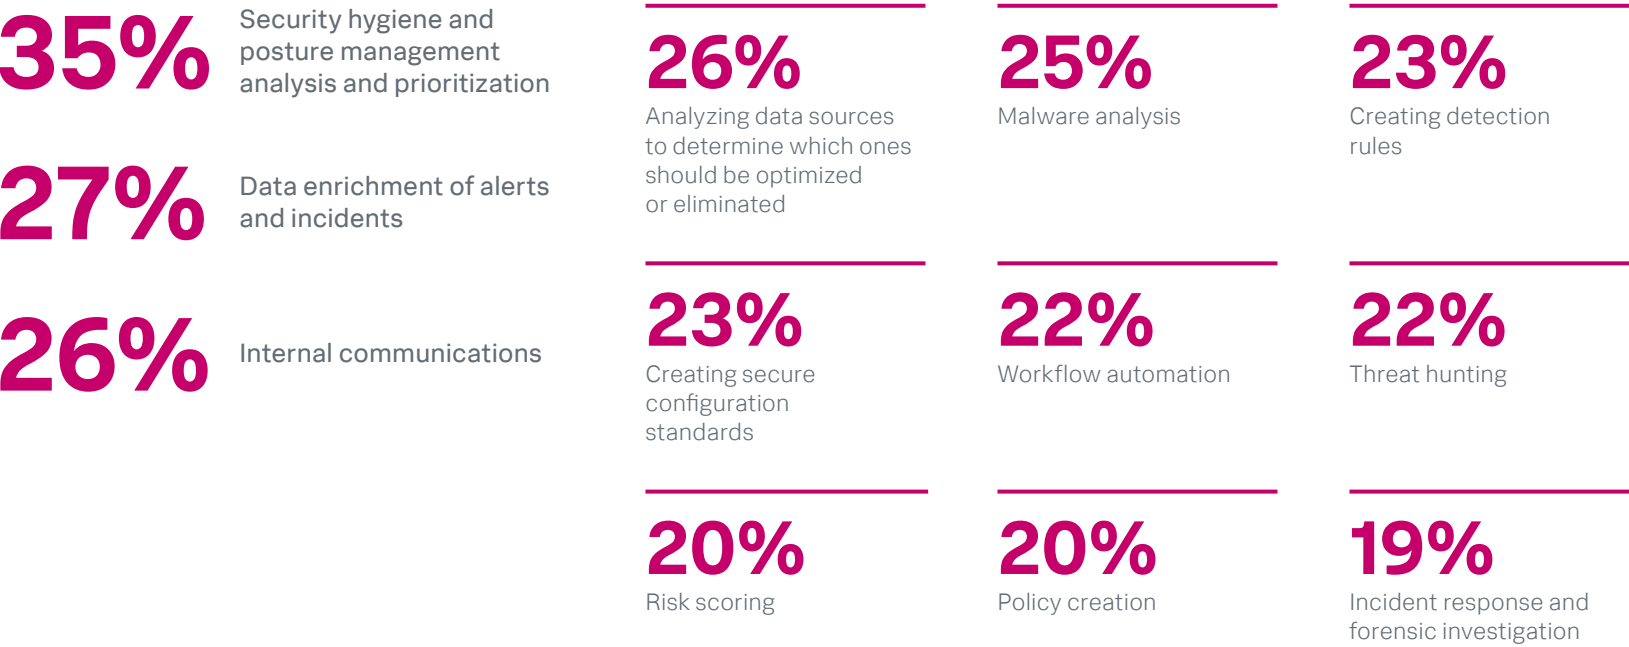 35%
Security hygiene and
posture management
analysis and prioritization
27%
Data enrichment of alerts
and incidents
26%
Internal communications
26%
Analyzing data sources
to determine which ones
should be optimized
or eliminated
25%
Malware analysis
23%
Creating detection
rules
23%
Creating secure
configuration
standards
22%
Workflow automation
22%
Threat hunting
20%
Risk scoring
20%
Policy creation
19%
Incident response and
forensic investigation